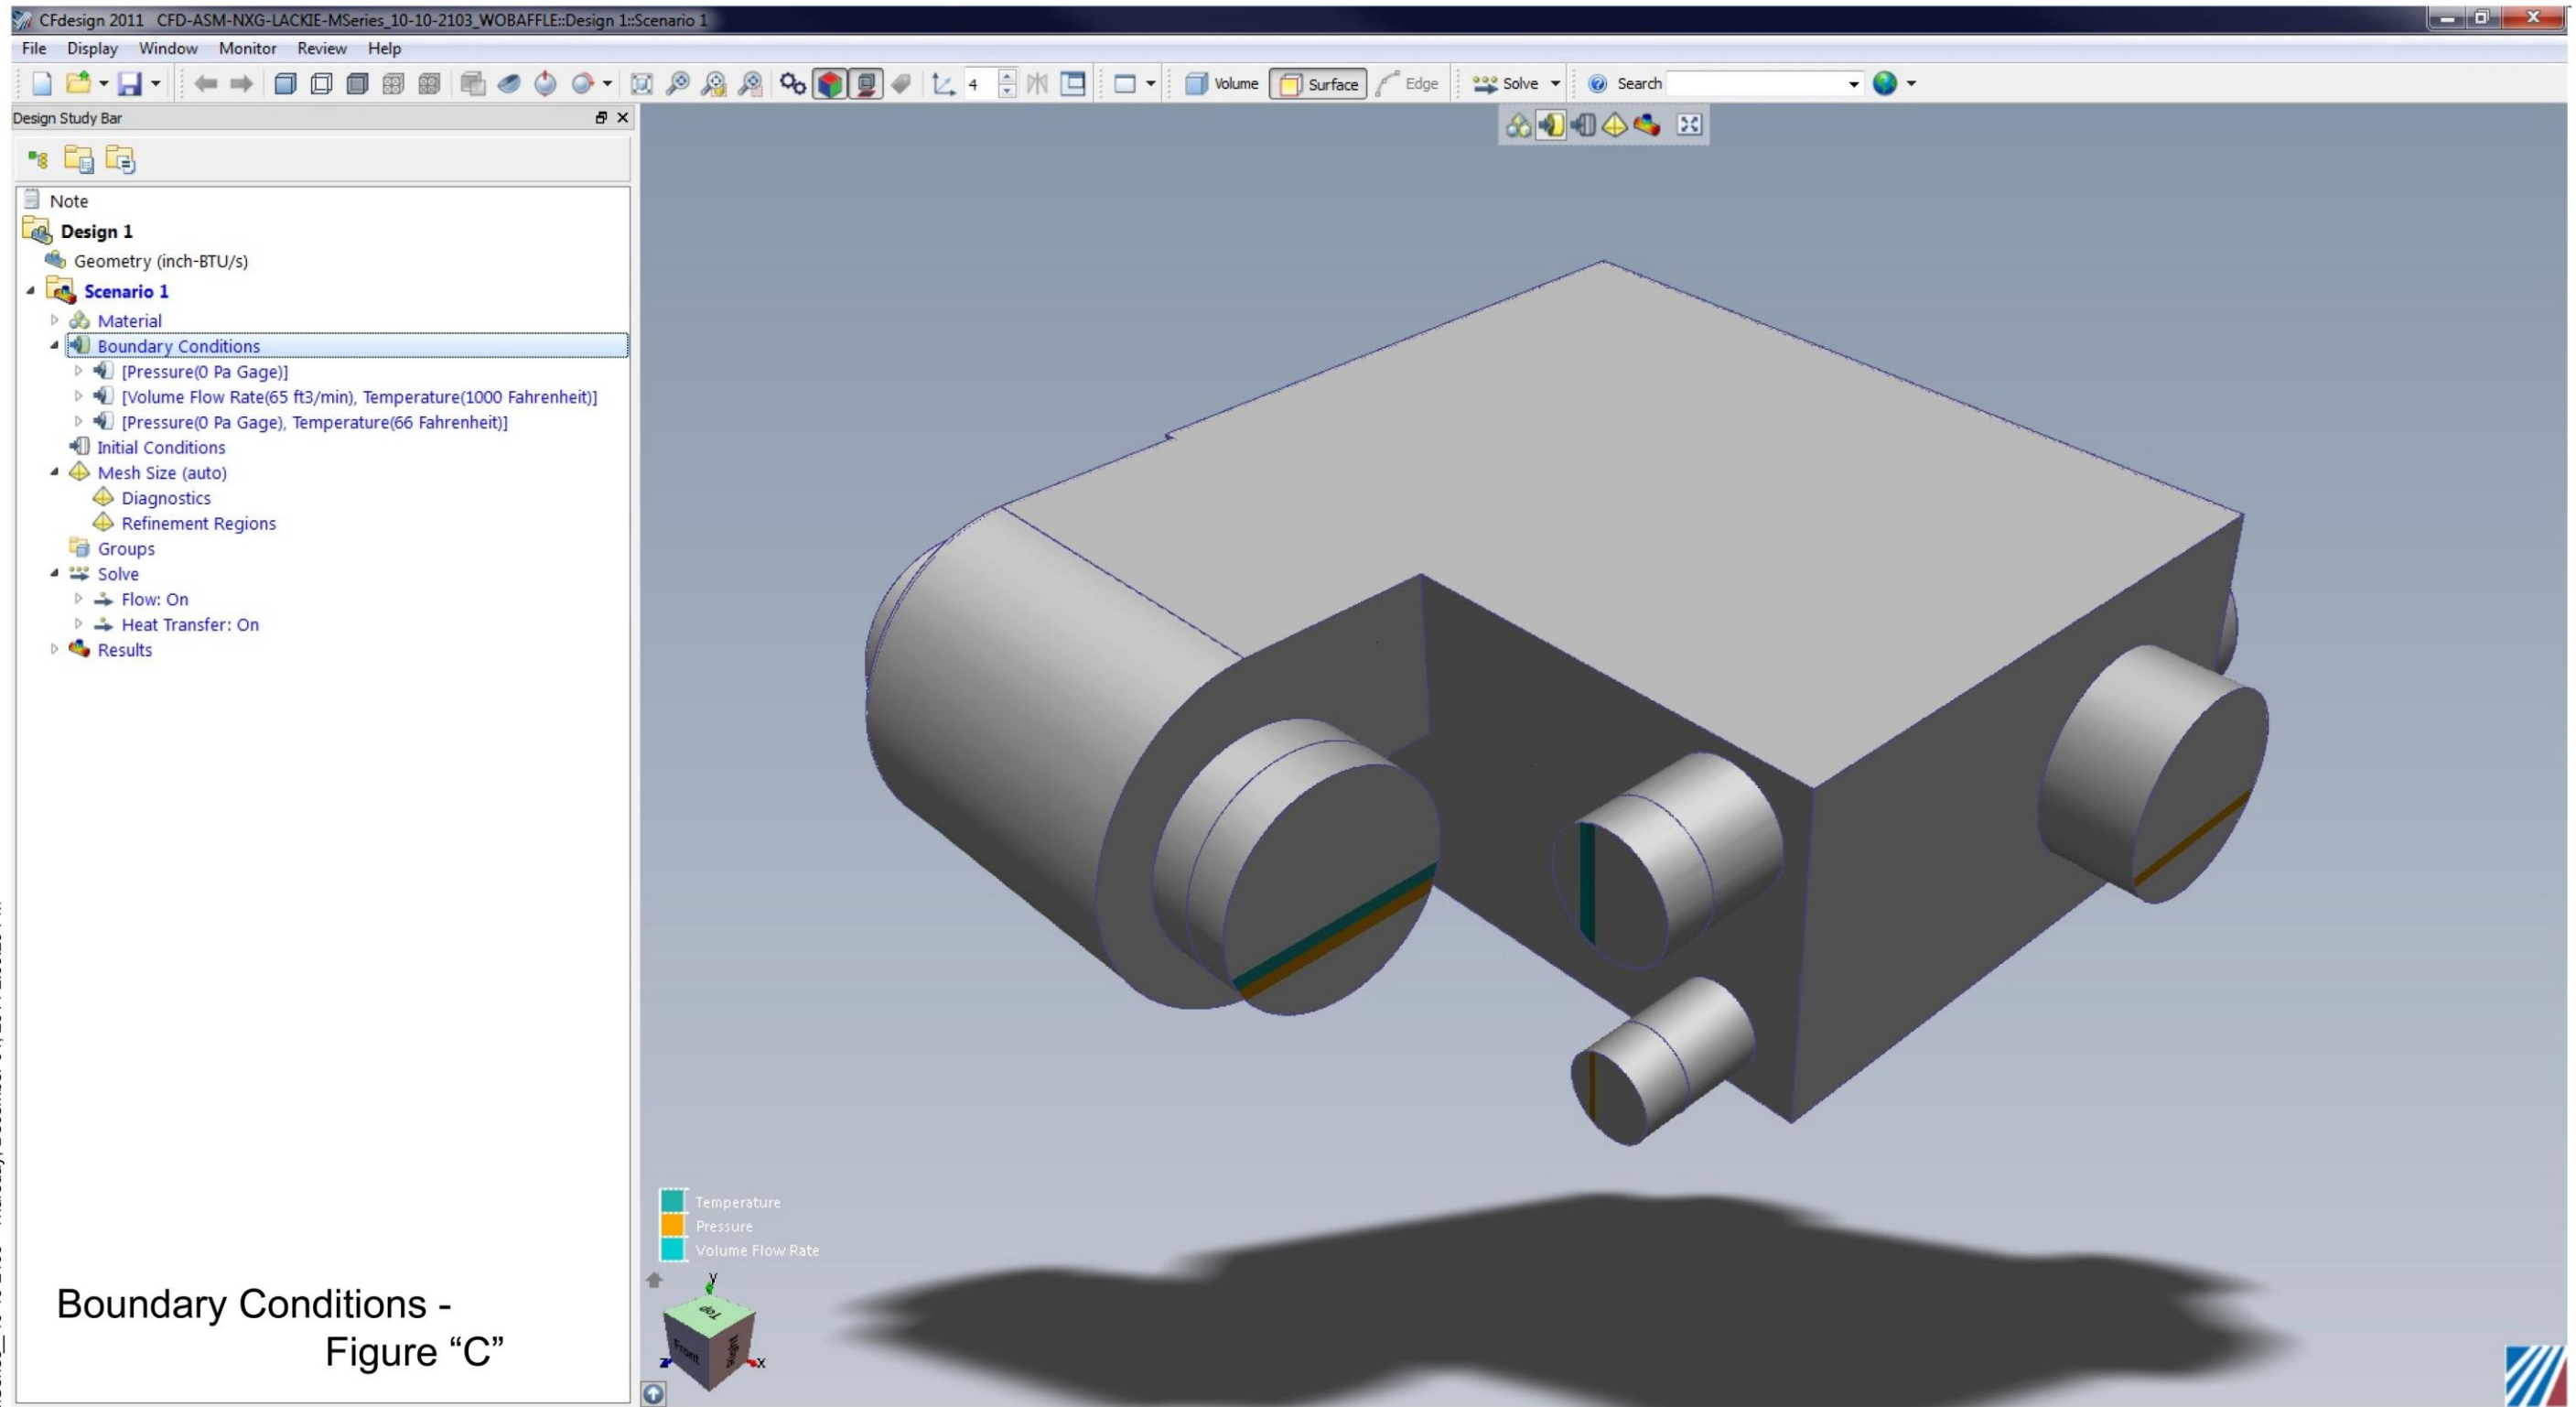 CFdesign 2011 CFD-ASM-NXG-LACKIE-MSeries_10-10-2103_WOBAFFLE::Design 1::Scenario 1
File Display Window Monitor Review Help
4 Volume Surface Edge Solve Search
Design Study Bar
Note
Design 1
Geometry (inch-BTU/s)
Scenario 1
Material
Boundary Conditions
[Pressure(0 Pa Gage)]
[Volume Flow Rate(65 ft3/min), Temperature(1000 Fahrenheit)]
[Pressure(0 Pa Gage), Temperature(66 Fahrenheit)]
Initial Conditions
Mesh Size (auto)
Diagnostics
Refinement Regions
Groups
Solve
Flow: On
Heat Transfer: On
Results
Boundary Conditions -
Figure “C”
Temperature
Pressure
Volume Flow Rate
y
Top
Front
Right
z
x